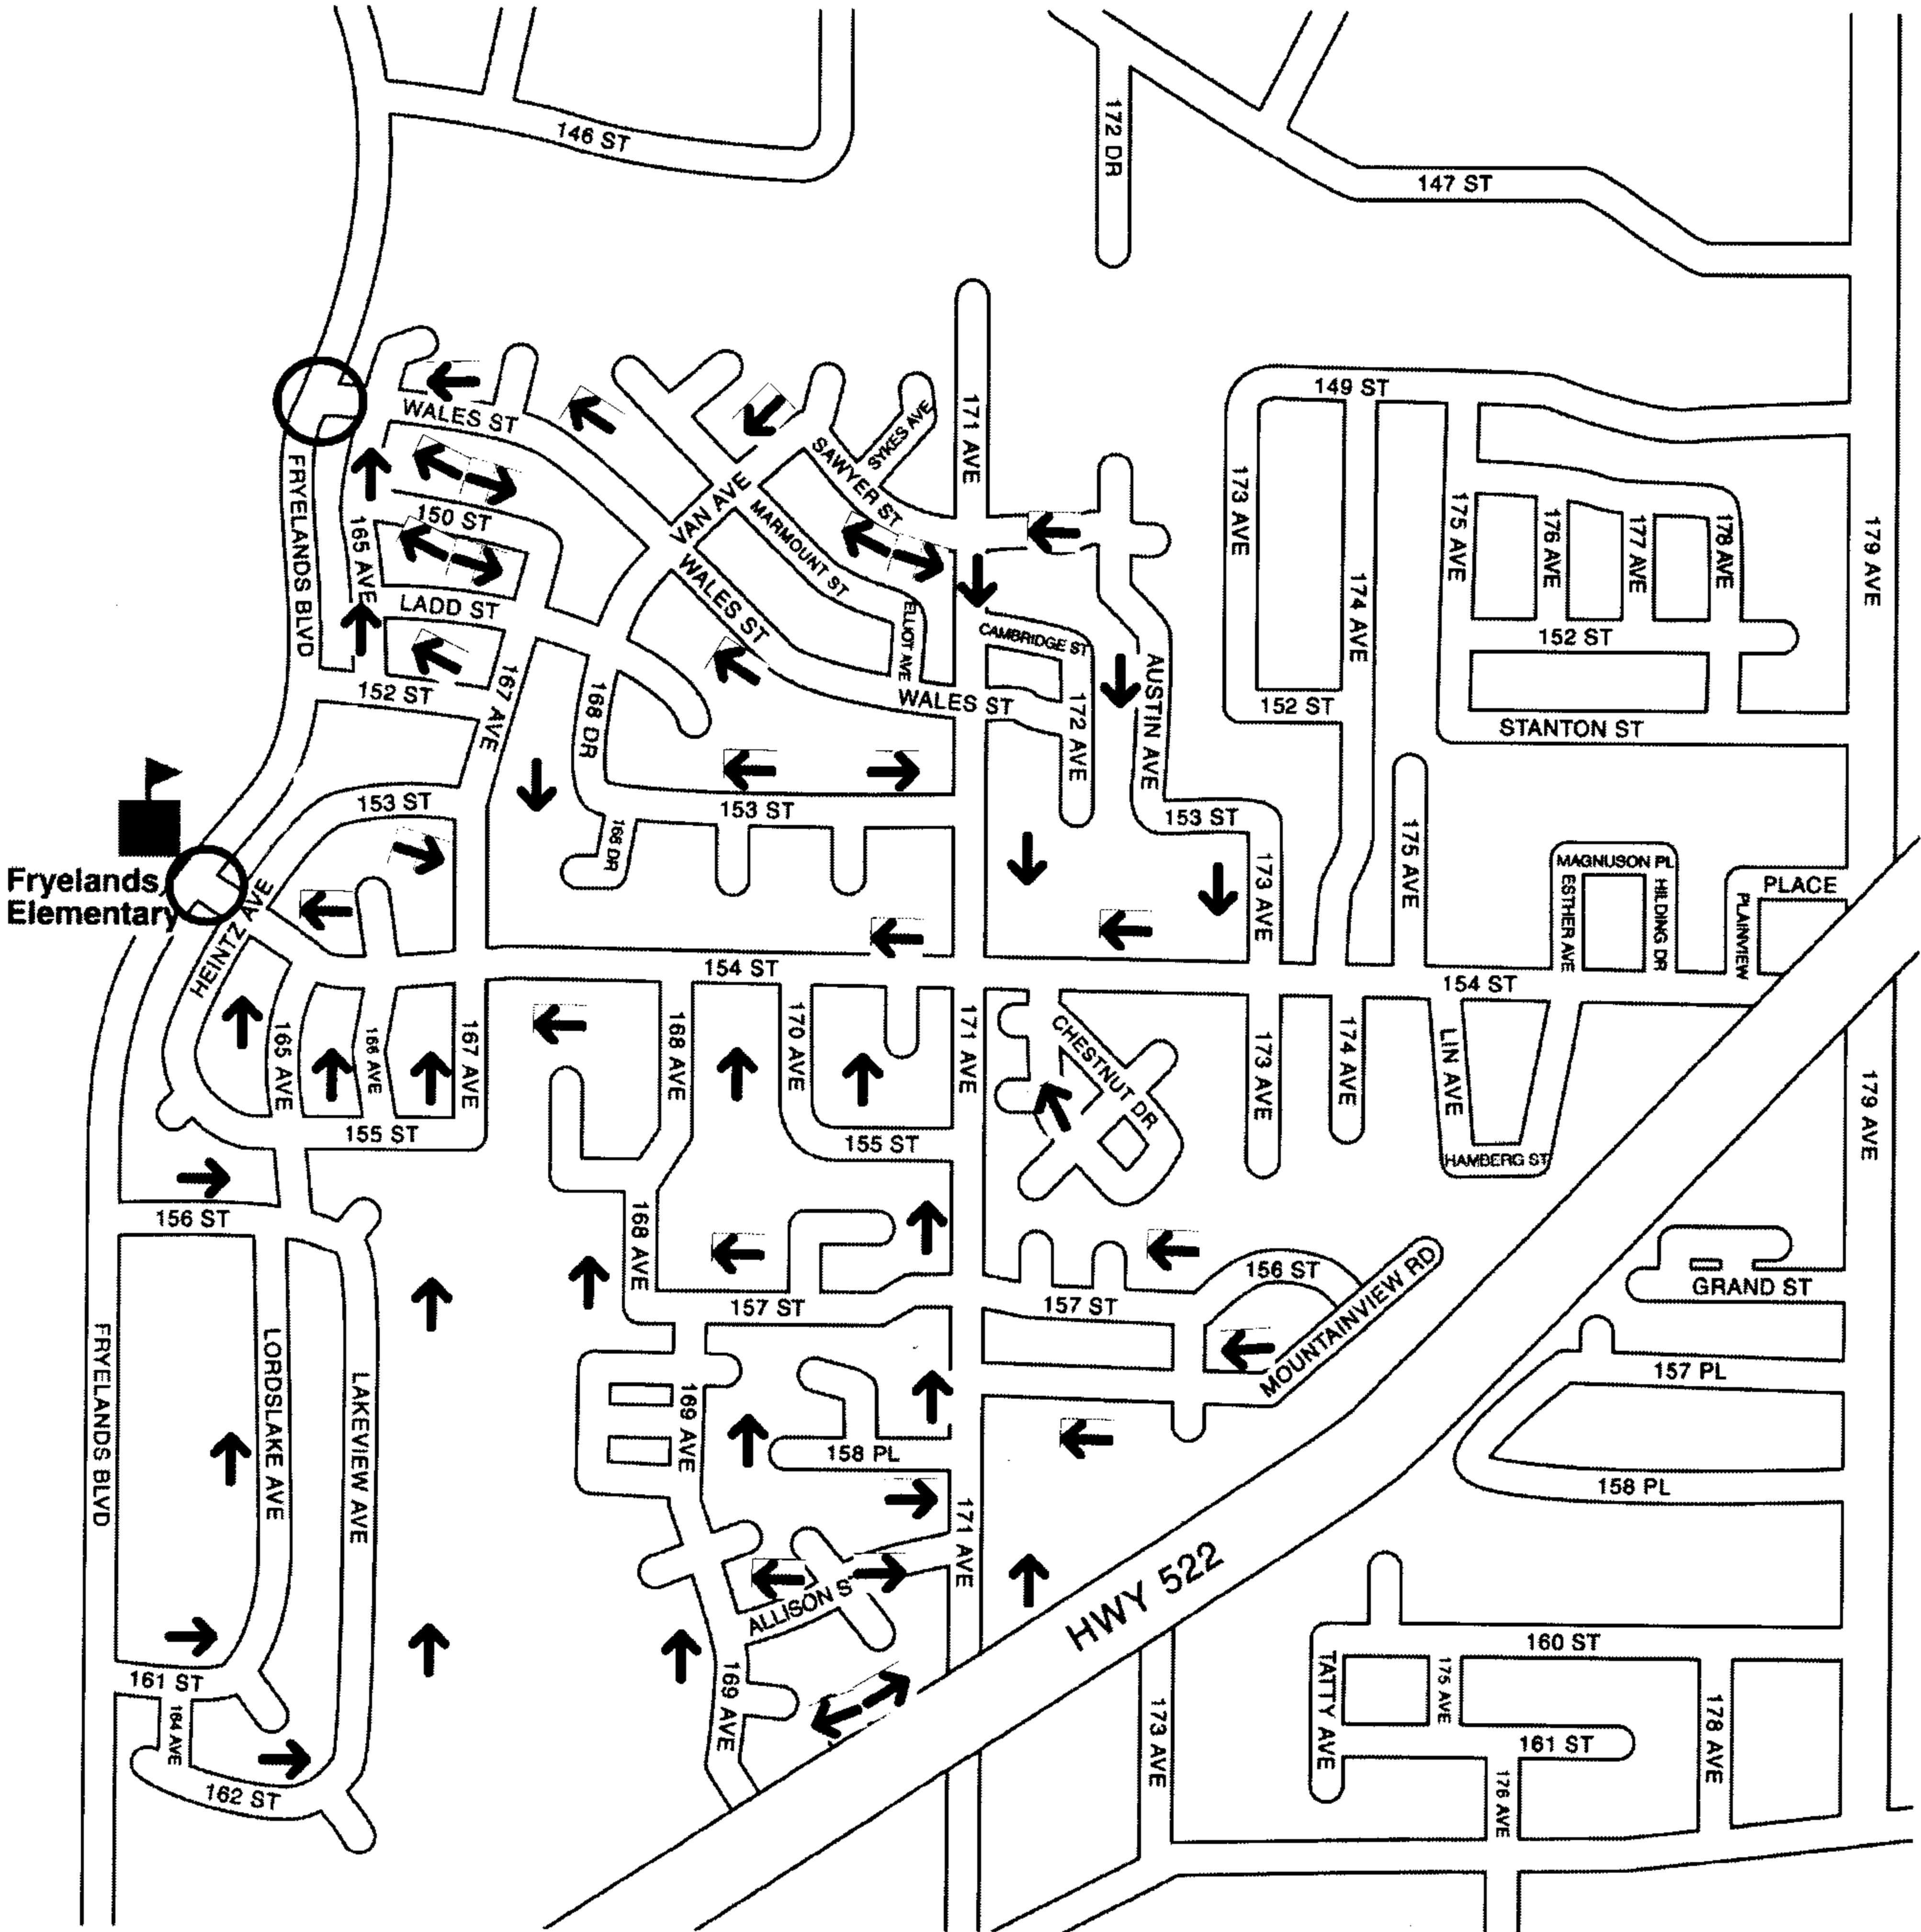 146 ST
172 DR
147 ST
149 ST
WALES ST
SYKES AVE
SAWYER ST
171 AVE
173 AVE
FRYELANDS BLVD
150 ST
VAN AVE
MARMOUNT ST
165 AVE
175 AVE
176 AVE
177 AVE
178 AVE
179 AVE
LADD ST
WALES ST
ELLIOT AVE
CAMBRIDGE ST
174 AVE
152 ST
152 ST
167 AVE
168 DR
WALES ST
172 AVE
AUSTIN AVE
152 ST
STANTON ST
153 ST
153 ST
168 DR
153 ST
173 AVE
175 AVE
MAGNUSON PL
ESTHER AVE
HILDING DR
PLACE
PLAINVIEW
Fryelands
Elementary
HEINTZ AVE
154 ST
154 ST
165 AVE
166 AVE
167 AVE
168 AVE
170 AVE
171 AVE
CHESTNUT DR
173 AVE
174 AVE
LIN AVE
179 AVE
155 ST
155 ST
HAMBERG ST
156 ST
168 AVE
157 ST
157 ST
156 ST
MOUNTAINVIEW RD
GRAND ST
FRYELANDS BLVD
LORDSLAKE AVE
LAKEVIEW AVE
169 AVE
158 PL
157 PL
158 PL
171 AVE
ALLISON S
HWY 522
160 ST
161 ST
164 AVE
169 AVE
173 AVE
TATTY AVE
175 AVE
161 ST
178 AVE
176 AVE
162 ST